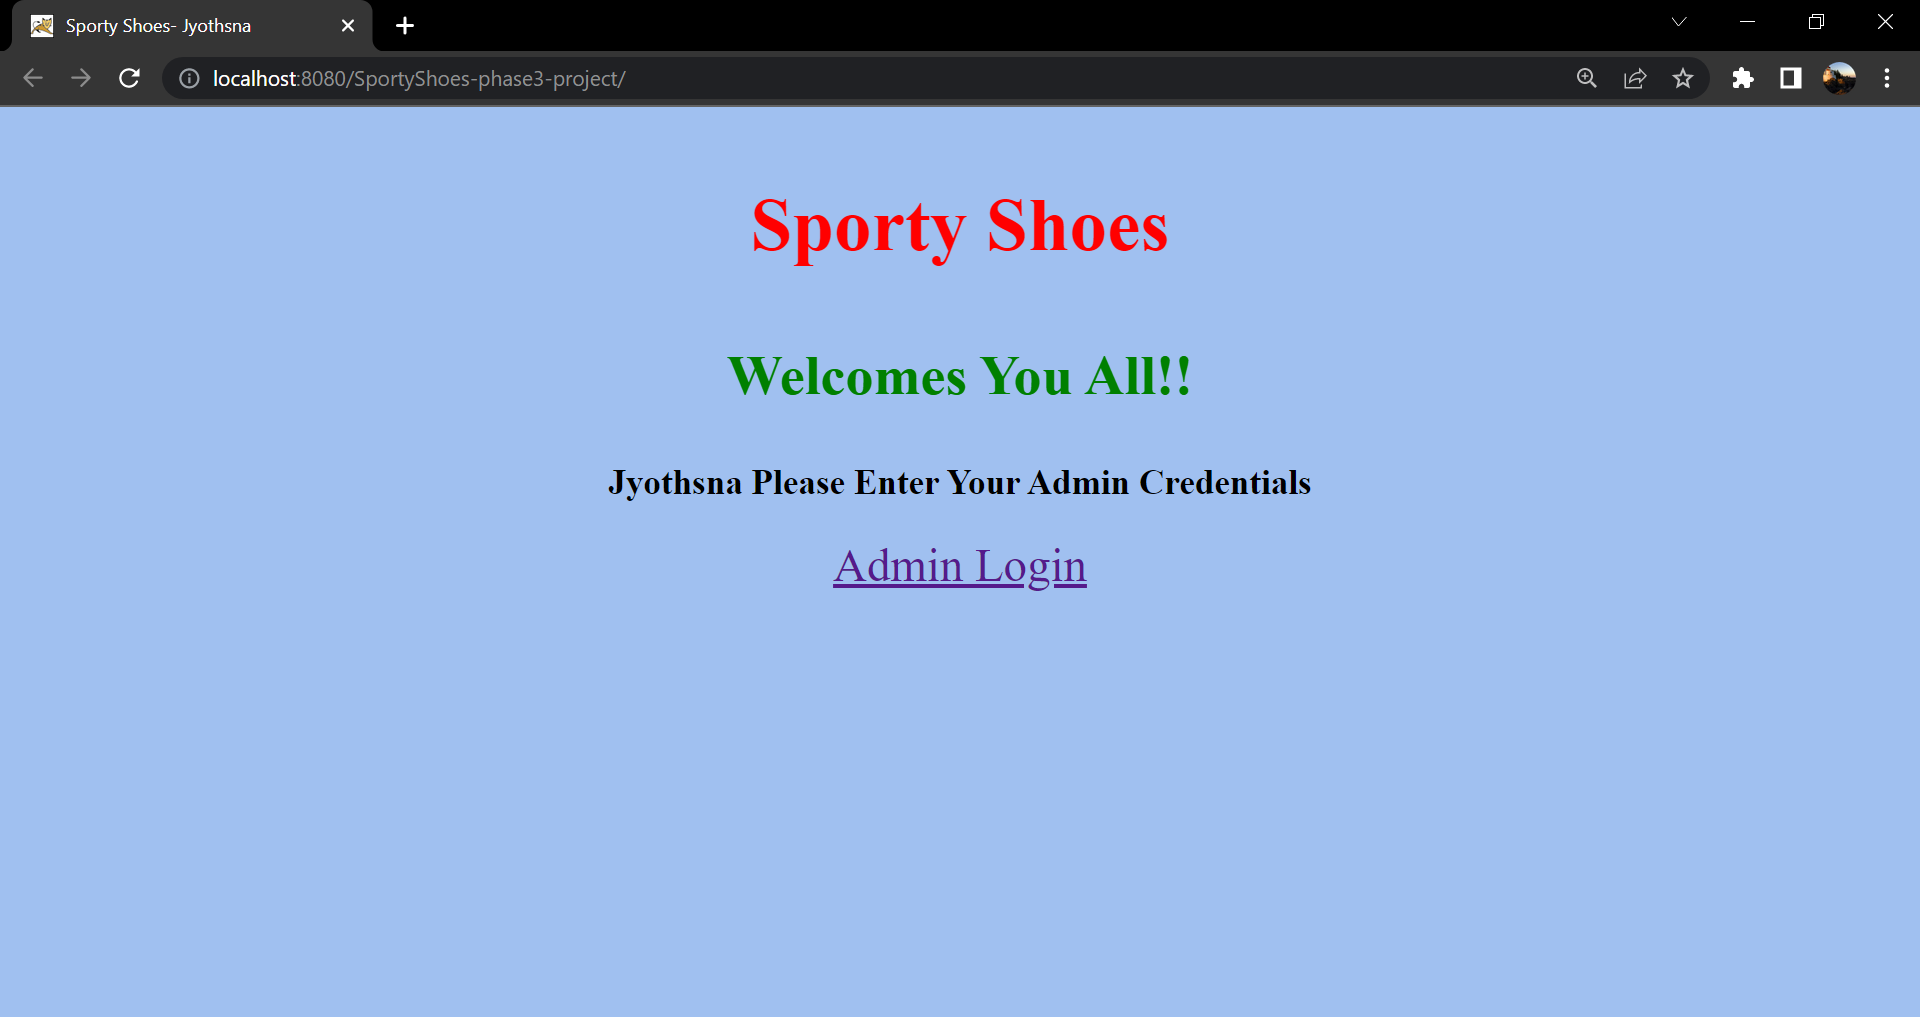 Sporty Shoes- Jyothsna
localhost:8080/SportyShoes-phase3-project/
Sporty Shoes
Welcomes You All!!
Jyothsna Please Enter Your Admin Credentials
Admin Login